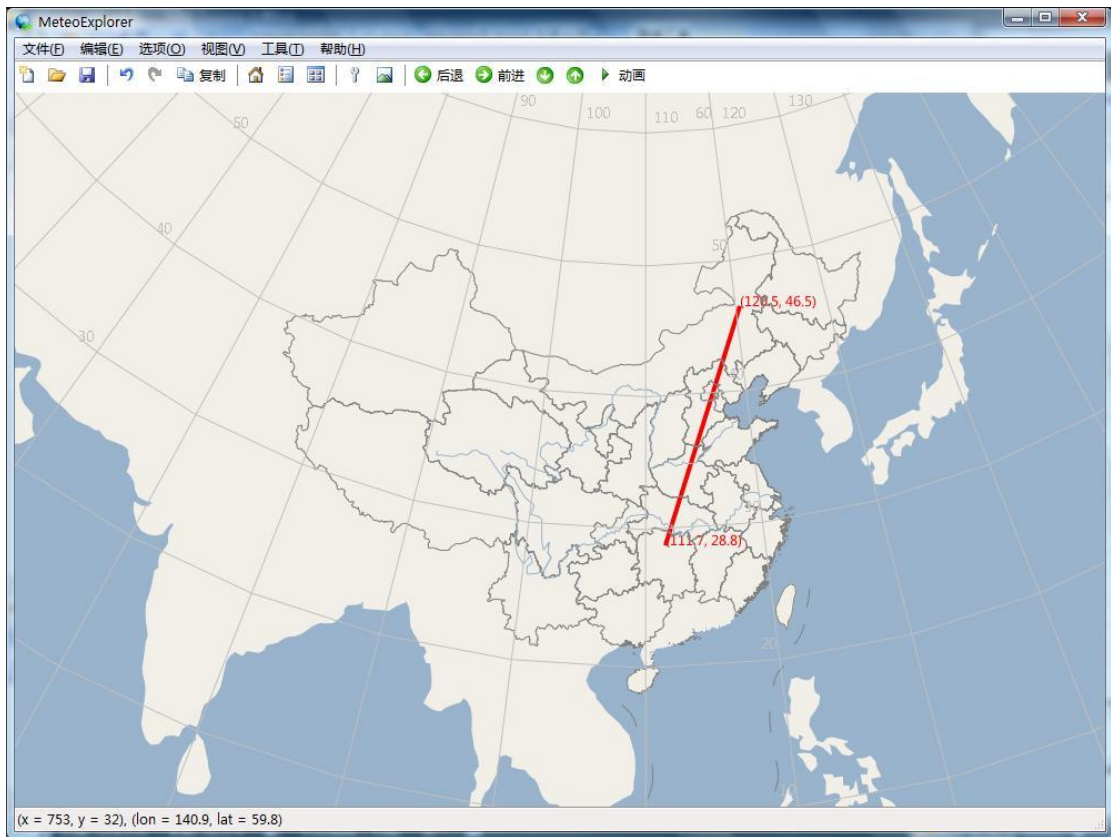 MeteoExplorer
文件(F) 编辑(E) 选项(O) 视图(V) 工具(T) 帮助(H)
复制 后退 前进 动画
90 100 110 60 120 130
50
40
50
(120.5, 46.5)
30
40
30
(111.7, 28.8)
20
(x = 753, y = 32), (lon = 140.9, lat = 59.8)